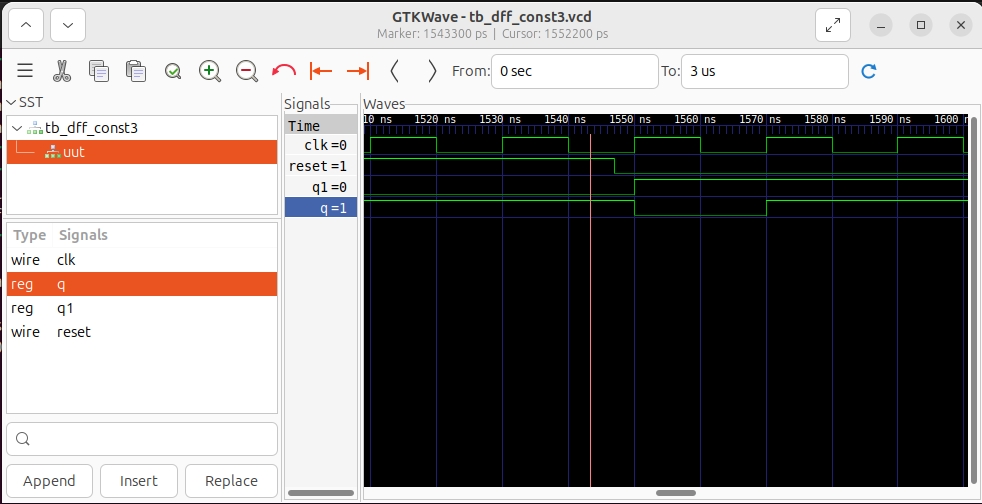 GTKWave - tb_dff_const3.vcd
Marker: 1543300 ps | Cursor: 1552200 ps
From: 0 sec To: 3 us
SST
tb_dff_const3
uut
Type Signals
wire clk
reg q
reg q1
wire reset
Append Insert Replace
Signals
Time
clk =0
reset =1
q1 =0
q =1
Waves
10 ns 1520 ns 1530 ns 1540 ns 1550 ns 1560 ns 1570 ns 1580 ns 1590 ns 1600 n